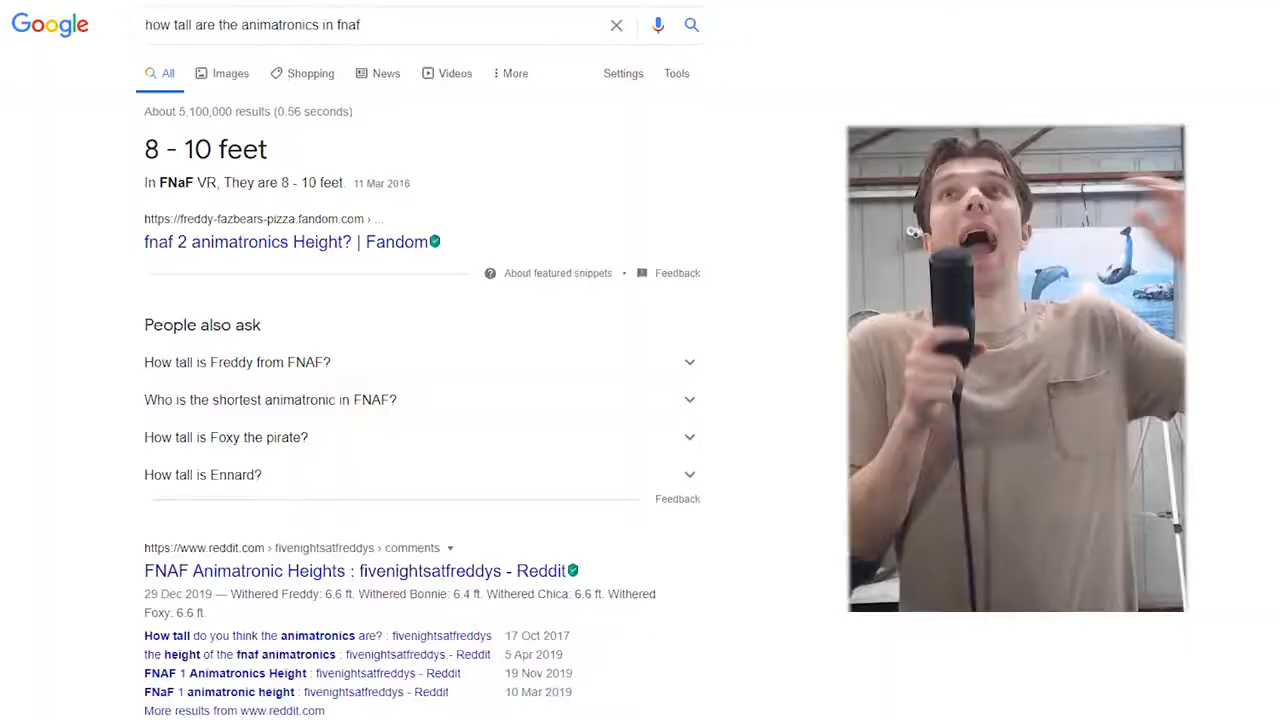 Google
how tall are the animatronics in fnaf
All Images Shopping News Videos More Settings Tools
About 5,100,000 results (0.56 seconds)
8 - 10 feet
In FNaF VR, They are 8 - 10 feet. 11 Mar 2016
https://freddy-fazbears-pizza.fandom.com › ...
fnaf 2 animatronics Height? | Fandom
About featured snippets • Feedback
People also ask
How tall is Freddy from FNAF?
Who is the shortest animatronic in FNAF?
How tall is Foxy the pirate?
How tall is Ennard?
Feedback
https://www.reddit.com › fivenightsatfreddys › comments
FNAF Animatronic Heights : fivenightsatfreddys - Reddit
29 Dec 2019 — Withered Freddy: 6.6 ft. Withered Bonnie: 6.4 ft. Withered Chica: 6.6 ft. Withered
Foxy: 6.6 ft.
How tall do you think the animatronics are? : fivenightsatfreddys 17 Oct 2017
the height of the fnaf animatronics : fivenightsatfreddys - Reddit 5 Apr 2019
FNAF 1 Animatronics Height : fivenightsatfreddys - Reddit 19 Nov 2019
FNaF 1 animatronic height : fivenightsatfreddys - Reddit 10 Mar 2019
More results from www.reddit.com